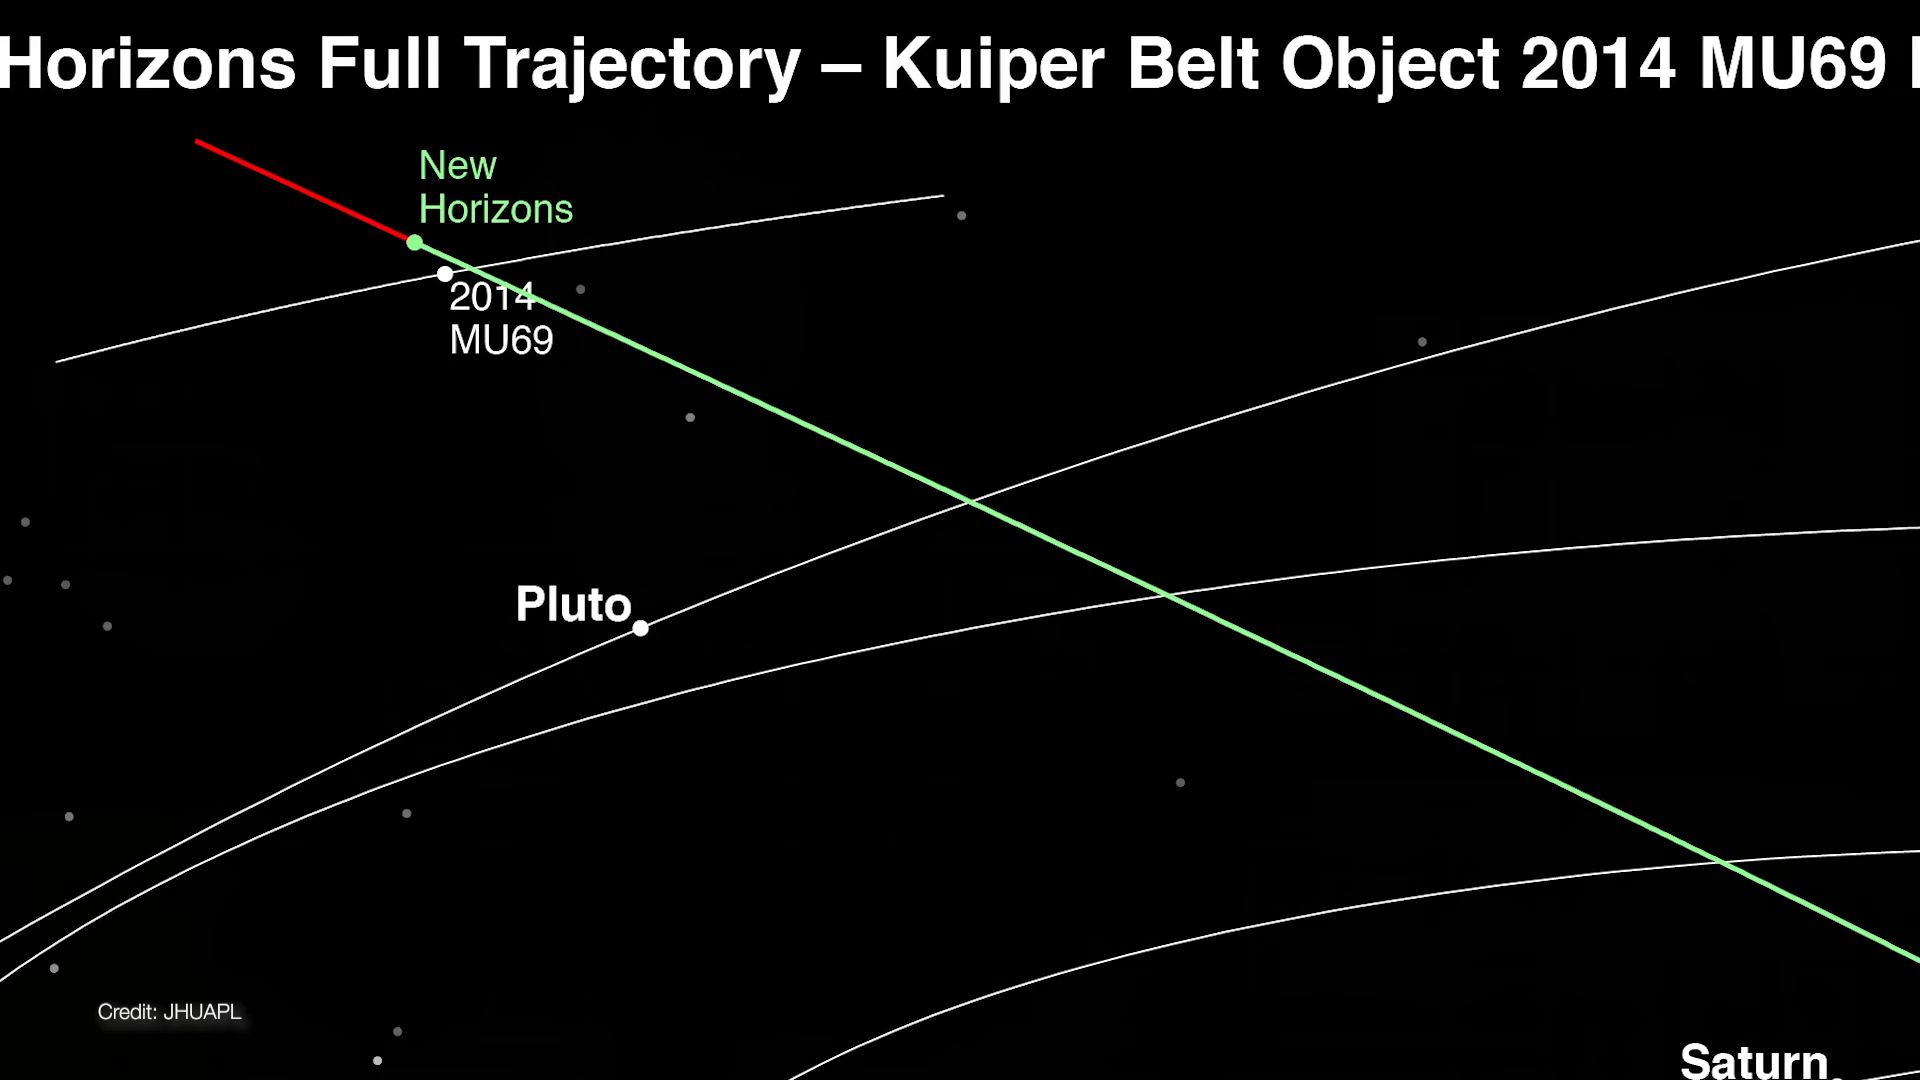 Horizons Full Trajectory – Kuiper Belt Object 2014 MU69
New
Horizons
2014
MU69
Pluto
Credit: JHUAPL
Saturn